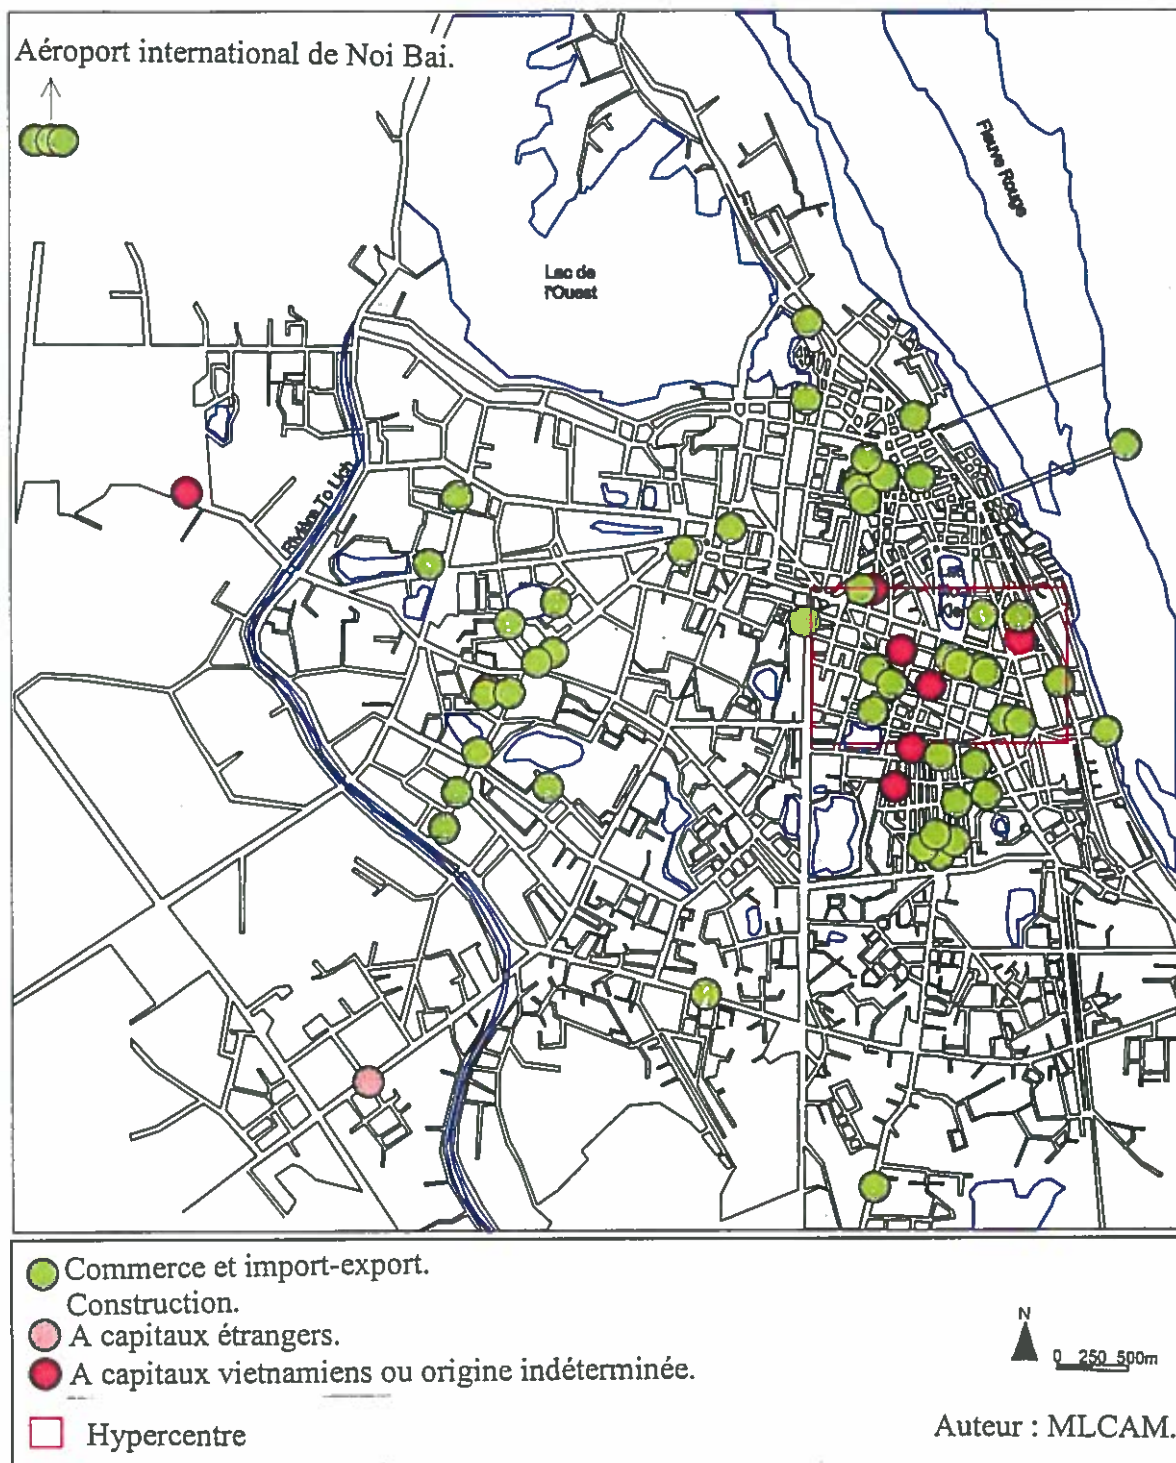 Aéroport international de Noi Bai.
Fleuve Rouge
Lac de
l'Ouest
Rivière To Lich
Commerce et import-export.
Construction.
A capitaux étrangers.
A capitaux vietnamiens ou origine indéterminée.
Hypercentre
N
0 250 500m
Auteur : MLCAM.